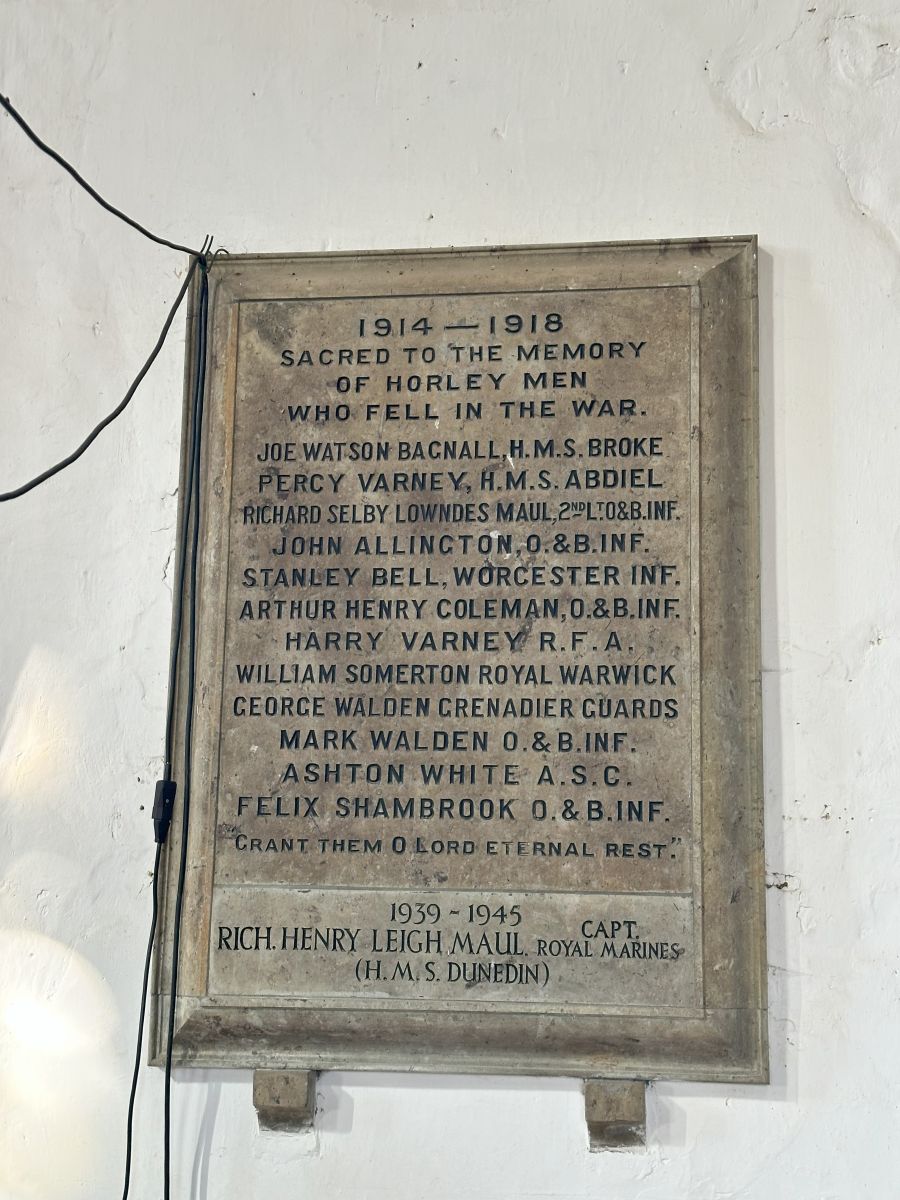 1914 — 1918
SACRED TO THE MEMORY
OF HORLEY MEN
WHO FELL IN THE WAR.
JOE WATSON BAGNALL, H.M.S. BROKE
PERCY VARNEY, H.M.S. ABDIEL
RICHARD SELBY LOWNDES MAUL, 2ND LT O.&B. INF.
JOHN ALLINGTON, O.&B. INF.
STANLEY BELL, WORCESTER INF.
ARTHUR HENRY COLEMAN, O.&B. INF.
HARRY VARNEY R.F.A.
WILLIAM SOMERTON ROYAL WARWICK
GEORGE WALDEN GRENADIER GUARDS
MARK WALDEN O.&B. INF.
ASHTON WHITE A.S.C.
FELIX SHAMBROOK O.&B. INF.
"GRANT THEM O LORD ETERNAL REST."
1939 - 1945
RICH. HENRY LEIGH MAUL. CAPT. ROYAL MARINES
(H.M.S. DUNEDIN)